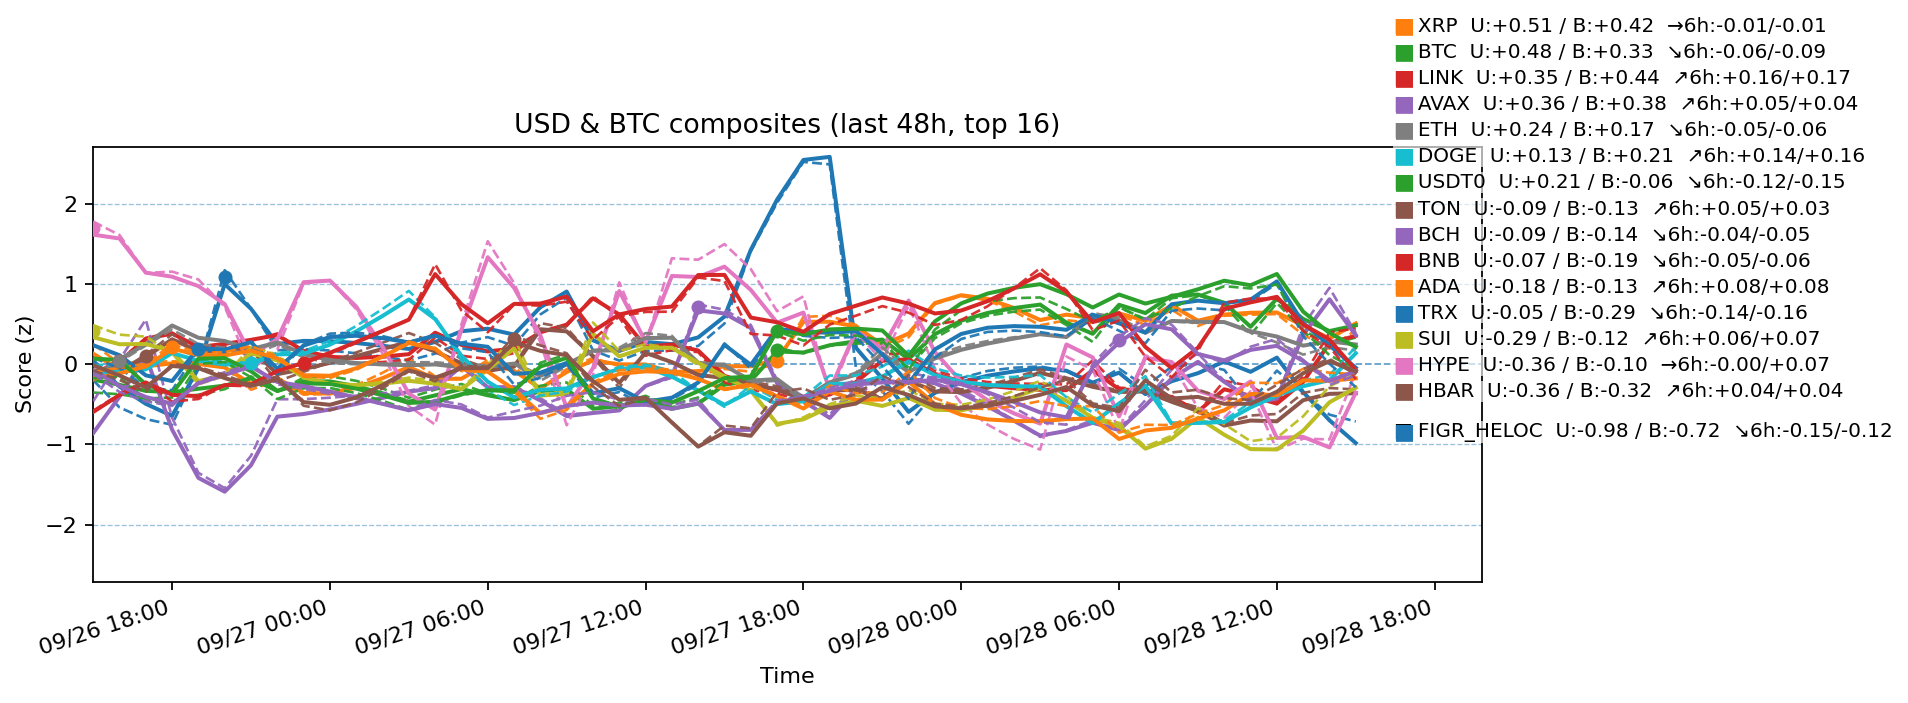 XRP U:+0.51 / B:+0.42 →6h:-0.01/-0.01
BTC U:+0.48 / B:+0.33 ↘6h:-0.06/-0.09
LINK U:+0.35 / B:+0.44 ↗6h:+0.16/+0.17
AVAX U:+0.36 / B:+0.38 ↗6h:+0.05/+0.04
ETH U:+0.24 / B:+0.17 ↘6h:-0.05/-0.06
DOGE U:+0.13 / B:+0.21 ↗6h:+0.14/+0.16
USDT0 U:+0.21 / B:-0.06 ↘6h:-0.12/-0.15
TON U:-0.09 / B:-0.13 ↗6h:+0.05/+0.03
BCH U:-0.09 / B:-0.14 ↘6h:-0.04/-0.05
BNB U:-0.07 / B:-0.19 ↘6h:-0.05/-0.06
ADA U:-0.18 / B:-0.13 ↗6h:+0.08/+0.08
TRX U:-0.05 / B:-0.29 ↘6h:-0.14/-0.16
SUI U:-0.29 / B:-0.12 ↗6h:+0.06/+0.07
HYPE U:-0.36 / B:-0.10 →6h:-0.00/+0.07
HBAR U:-0.36 / B:-0.32 ↗6h:+0.04/+0.04
FIGR_HELOC U:-0.98 / B:-0.72 ↘6h:-0.15/-0.12
USD & BTC composites (last 48h, top 16)
Score (z)
2
1
0
−1
−2
09/26 18:00
09/27 00:00
09/27 06:00
09/27 12:00
09/27 18:00
09/28 00:00
09/28 06:00
09/28 12:00
09/28 18:00
Time